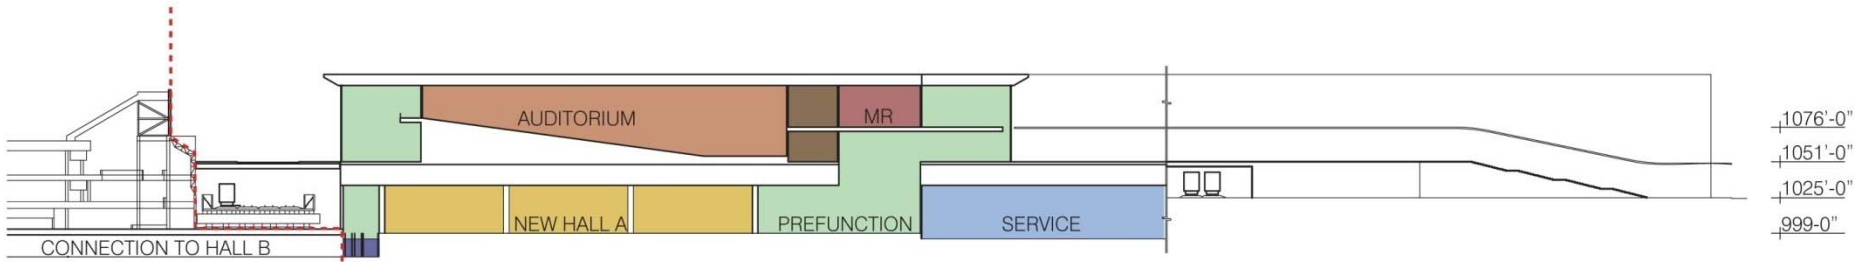 AUDITORIUM
MR
1076'-0"
1051'-0"
1025'-0"
NEW HALL A
PREFUNCTION
SERVICE
999-0"
CONNECTION TO HALL B